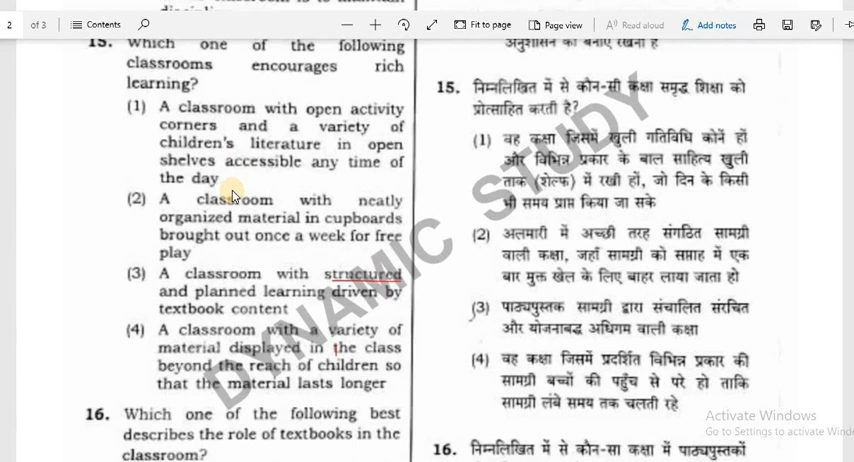 2 of 3
Contents
Fit to page
Page view
Read aloud
Add notes
15. Which one of the following
classrooms encourages rich
learning?
(1) A classroom with open activity
corners and a variety of
children's literature in open
shelves accessible any time of
the day
(2) A classroom with neatly
organized material in cupboards
brought out once a week for free
play
(3) A classroom with structured
and planned learning driven by
textbook content
(4) A classroom with a variety of
material displayed in the class
beyond the reach of children so
that the material lasts longer
16. Which one of the following best
describes the role of textbooks in the
classroom?
अनुशासन को बनाए रखना है
15. निम्नलिखित में से कौन-सी कक्षा समृद्ध शिक्षा को
प्रोत्साहित करती है?
(1) वह कक्षा जिसमें खुली गतिविधि कोनें हों
और विभिन्न प्रकार के बाल साहित्य खुली
ताक (शेल्फ) में रखी हों, जो दिन के किसी
भी समय प्राप्त किया जा सके
(2) अलमारी में अच्छी तरह संगठित सामग्री
वाली कक्षा, जहाँ सामग्री को सप्ताह में एक
बार मुक्त खेल के लिए बाहर लाया जाता हो
(3) पाठ्यपुस्तक सामग्री द्वारा संचालित संरचित
और योजनाबद्ध अधिगम वाली कक्षा
(4) वह कक्षा जिसमें प्रदर्शित विभिन्न प्रकार की
सामग्री बच्चों की पहुँच से परे हो ताकि
सामग्री लंबे समय तक चलती रहे
16. निम्नलिखित में से कौन-सा कक्षा में पाठ्यपुस्तकों
DYNAMIC STUDY
Activate Windows
Go to Settings to activate Win